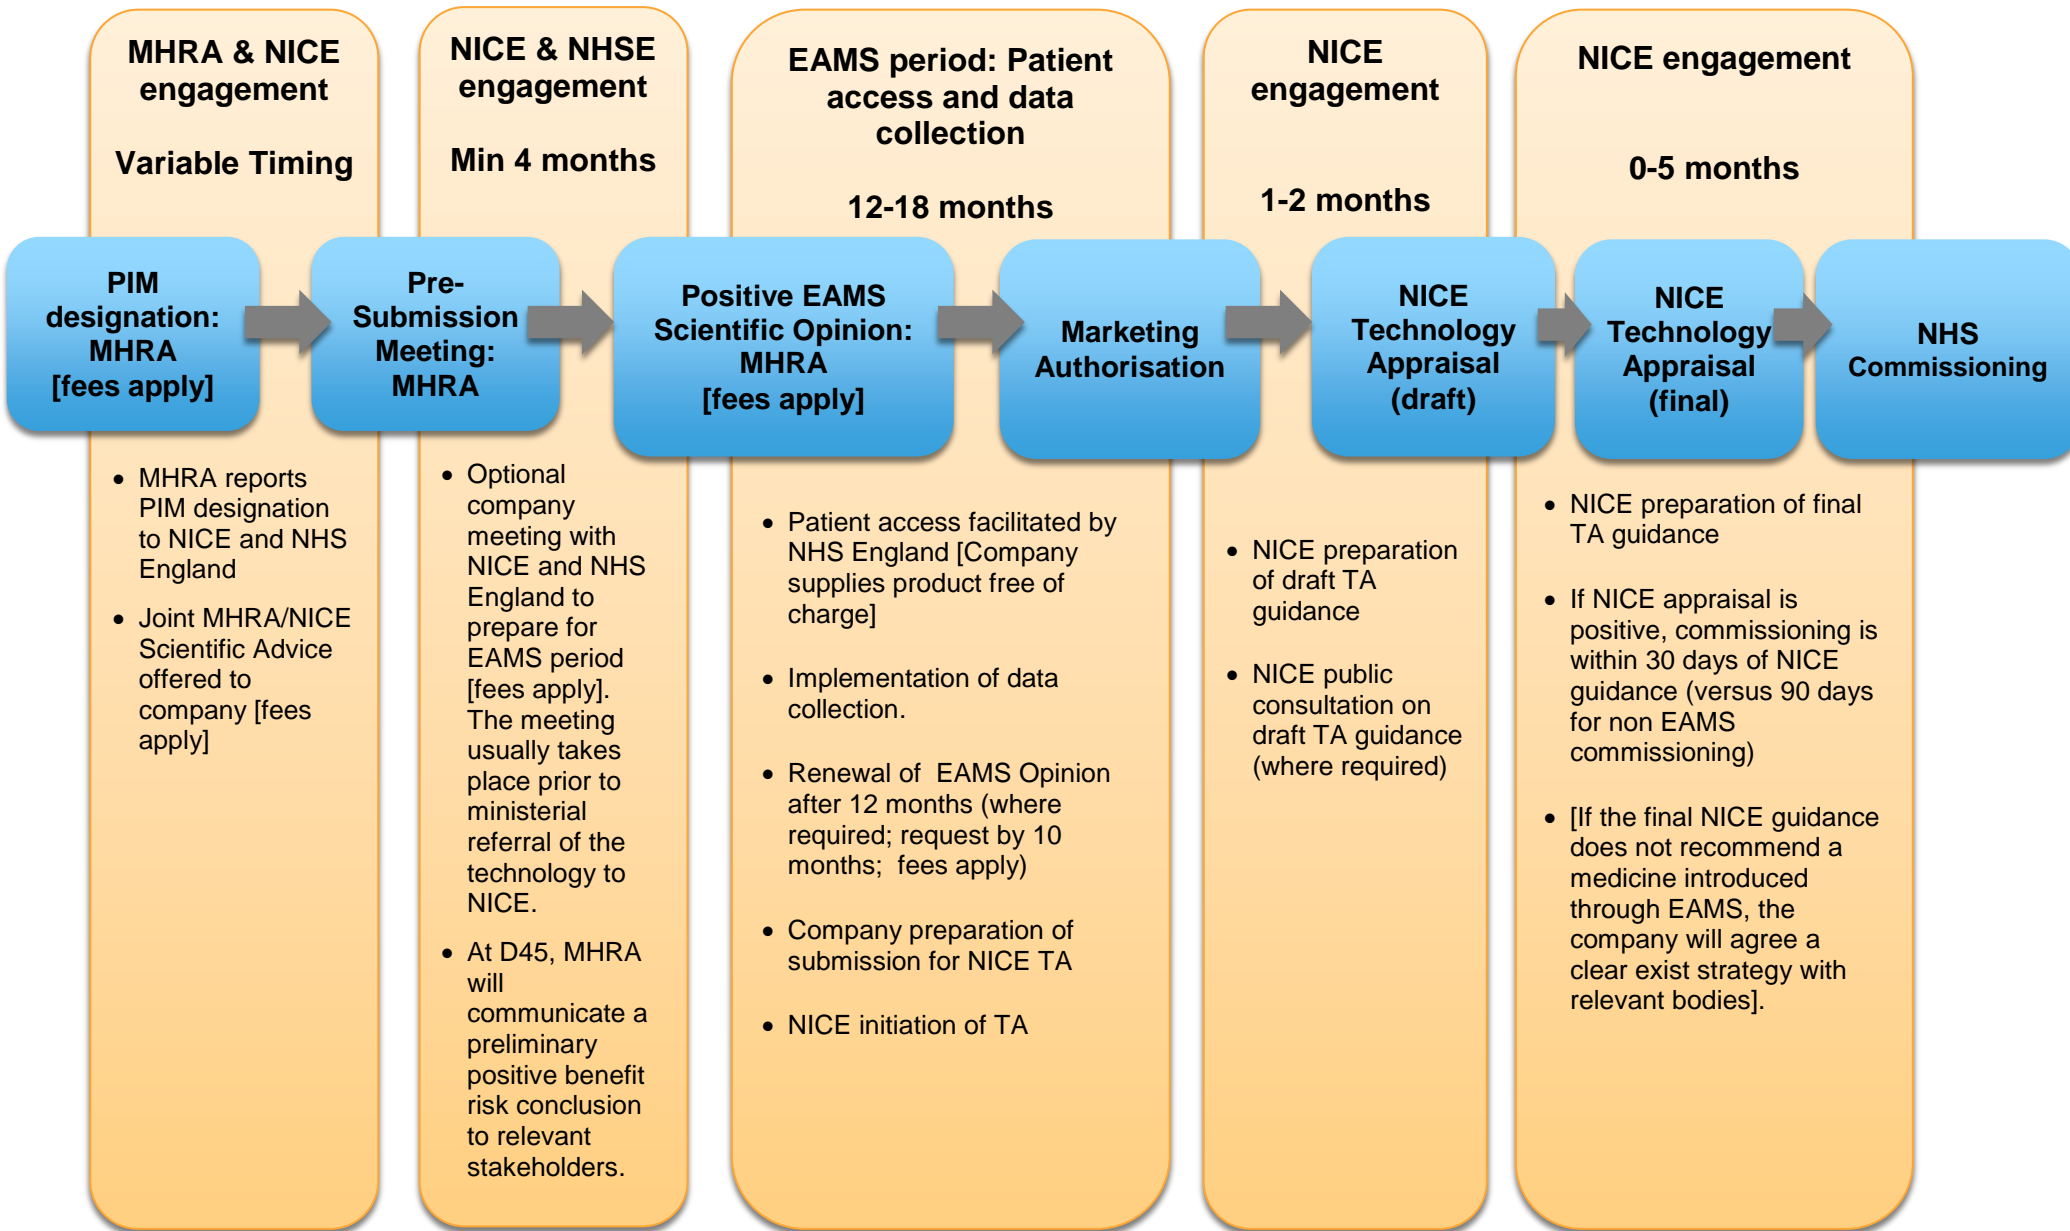 MHRA & NICE
engagement
Variable Timing
NICE & NHSE
engagement
Min 4 months
EAMS period: Patient
access and data
collection
12-18 months
NICE
engagement
1-2 months
NICE engagement
0-5 months
PIM
designation:
MHRA
[fees apply]
Pre-
Submission
Meeting:
MHRA
Positive EAMS
Scientific Opinion:
MHRA
[fees apply]
Marketing
Authorisation
NICE
Technology
Appraisal
(draft)
NICE
Technology
Appraisal
(final)
NHS
Commissioning
• MHRA reports
PIM designation
to NICE and NHS
England
• Joint MHRA/NICE
Scientific Advice
offered to
company [fees
apply]
• Optional
company
meeting with
NICE and NHS
England to
prepare for
EAMS period
[fees apply].
The meeting
usually takes
place prior to
ministerial
referral of the
technology to
NICE.
• At D45, MHRA
will
communicate a
preliminary
positive benefit
risk conclusion
to relevant
stakeholders.
• Patient access facilitated by
NHS England [Company
supplies product free of
charge]
• Implementation of data
collection.
• Renewal of  EAMS Opinion
after 12 months (where
required; request by 10
months;  fees apply)
• Company preparation of
submission for NICE TA
• NICE initiation of TA
• NICE preparation
of draft TA
guidance
• NICE public
consultation on
draft TA guidance
(where required)
• NICE preparation of final
TA guidance
• If NICE appraisal is
positive, commissioning is
within 30 days of NICE
guidance (versus 90 days
for non EAMS
commissioning)
• [If the final NICE guidance
does not recommend a
medicine introduced
through EAMS, the
company will agree a
clear exist strategy with
relevant bodies].